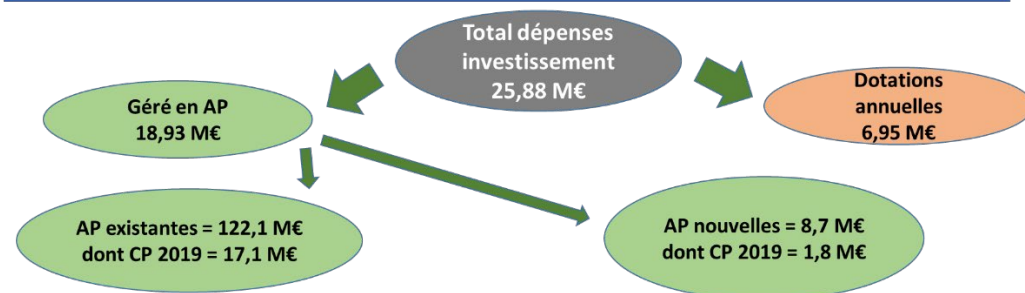 Total dépenses
investissement
25,88 M€
Géré en AP
18,93 M€
Dotations
annuelles
6,95 M€
AP existantes = 122,1 M€
dont CP 2019 = 17,1 M€
AP nouvelles = 8,7 M€
dont CP 2019 = 1,8 M€